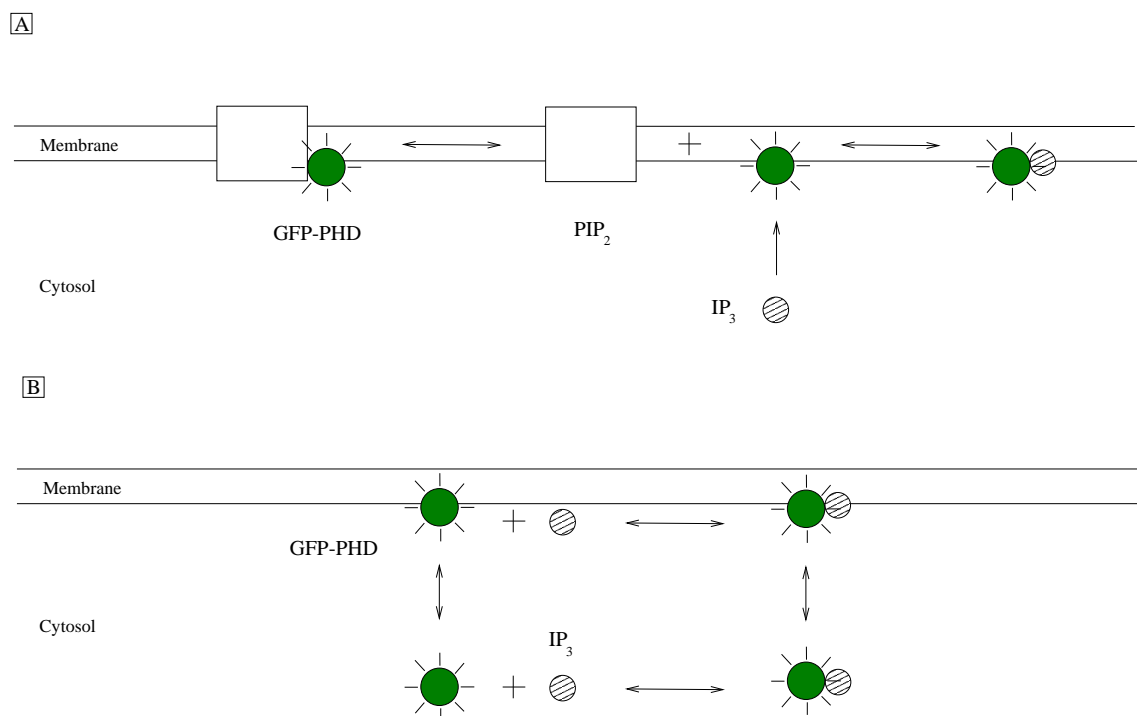 A
Membrane
GFP-PHD
PIP2
Cytosol
IP3
B
Membrane
GFP-PHD
Cytosol
IP3